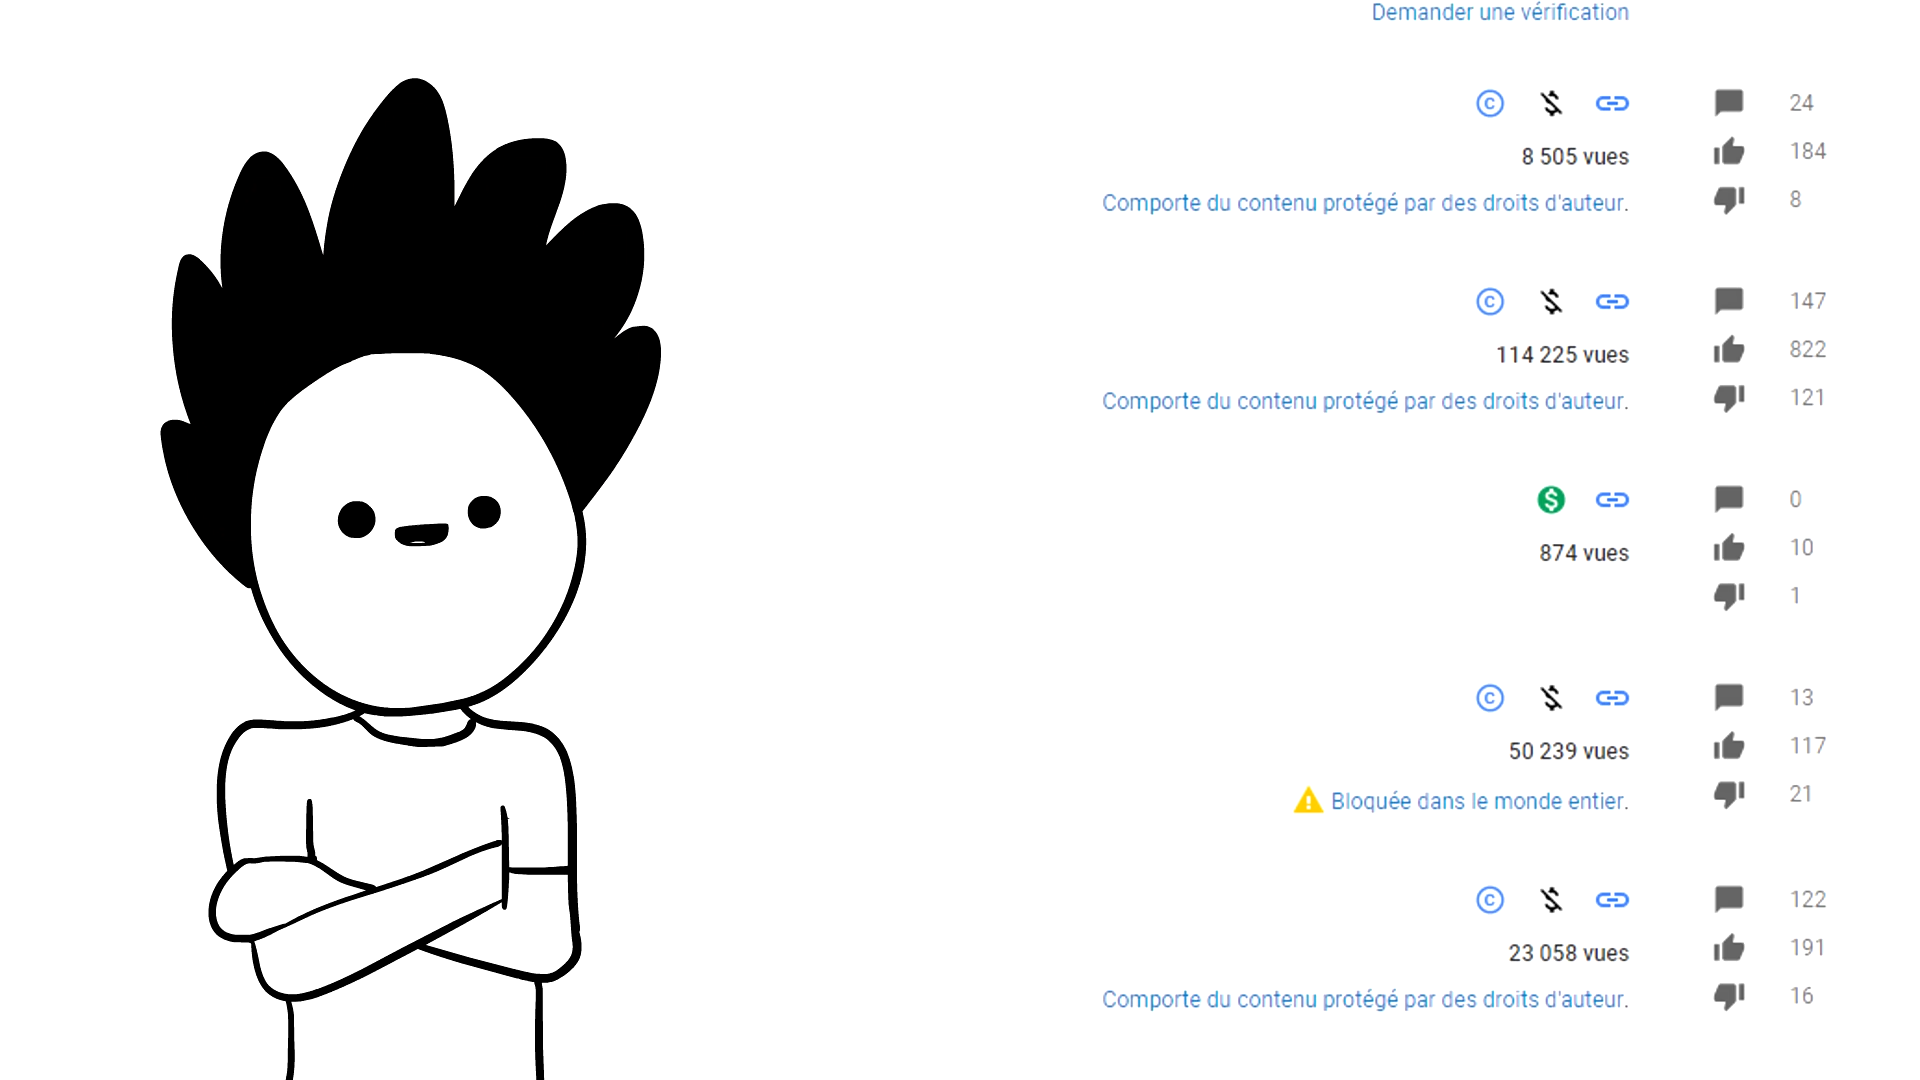 Demander une vérification
24
8 505 vues
184
Comporte du contenu protégé par des droits d'auteur.
8
147
114 225 vues
822
Comporte du contenu protégé par des droits d'auteur.
121
0
874 vues
10
1
13
50 239 vues
117
Bloquée dans le monde entier.
21
122
23 058 vues
191
Comporte du contenu protégé par des droits d'auteur.
16